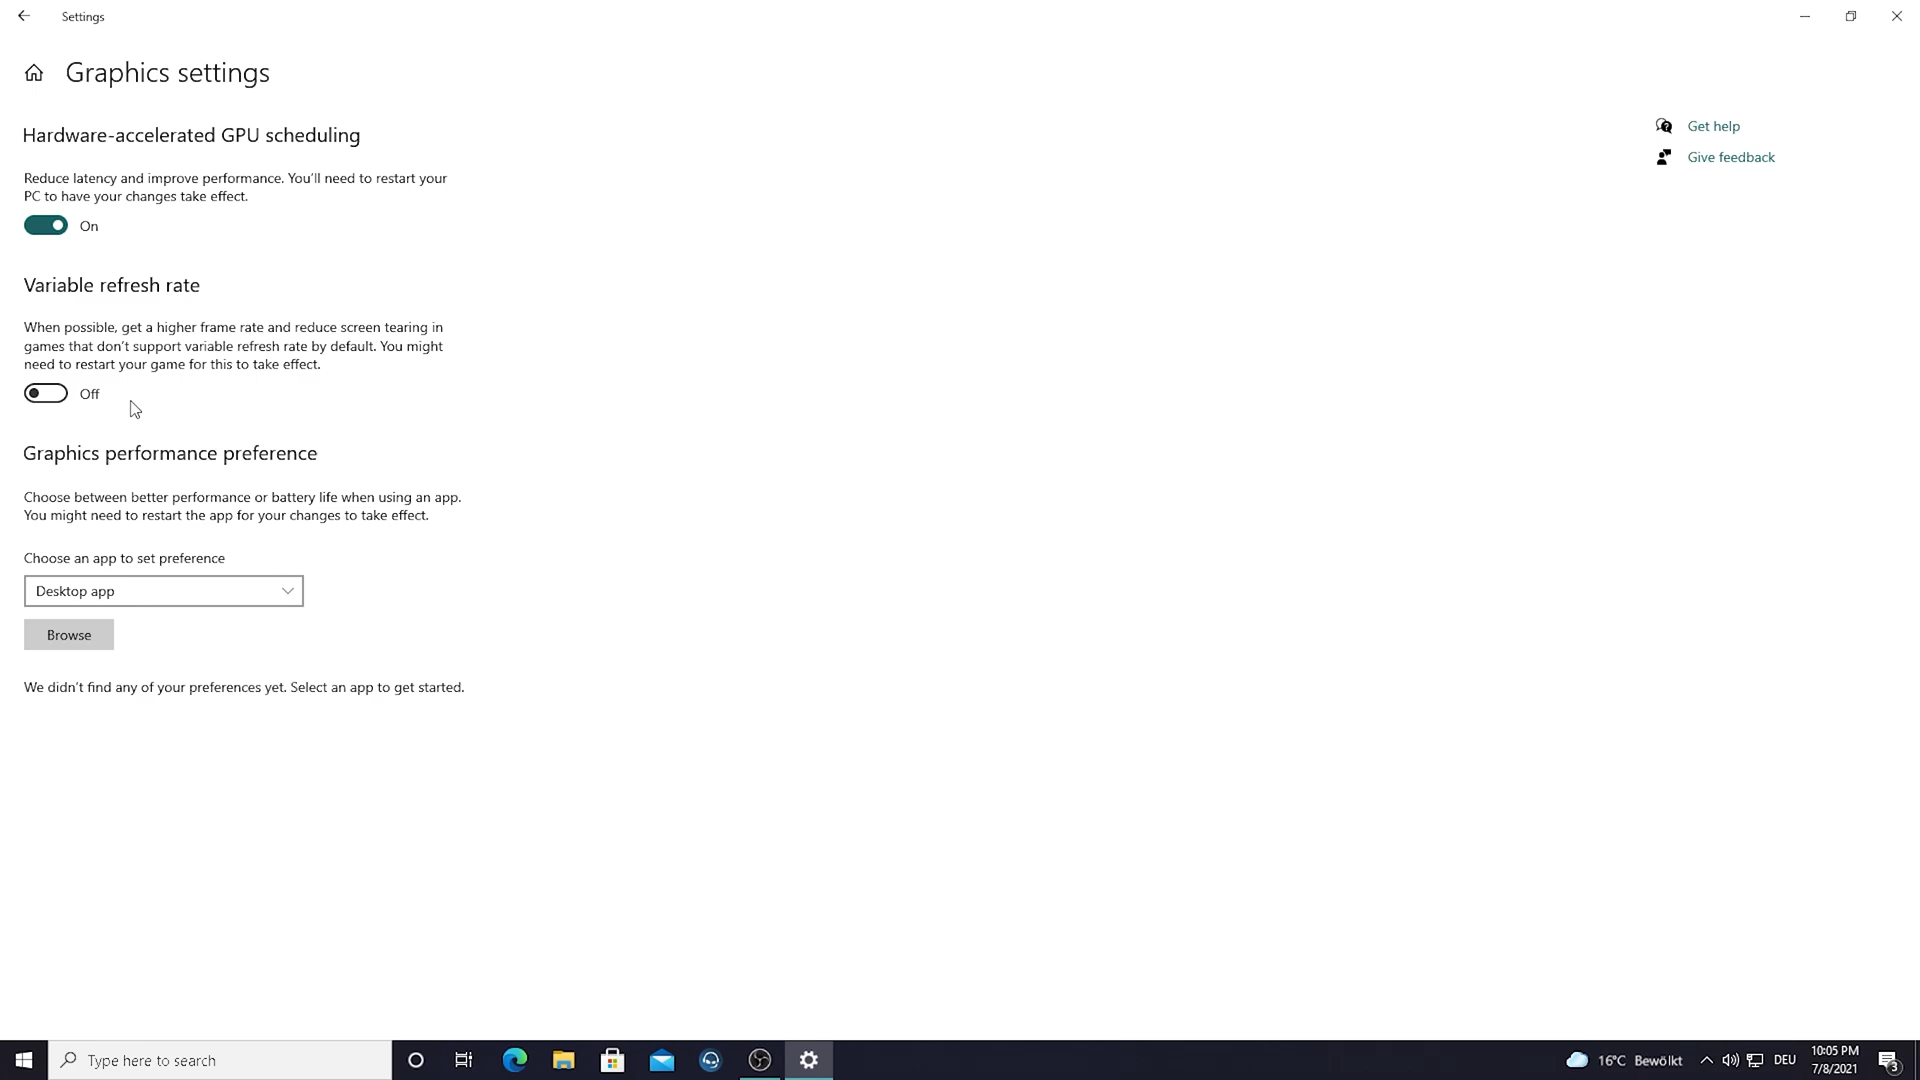 Settings
Graphics settings
Hardware-accelerated GPU scheduling
Reduce latency and improve performance. You'll need to restart your
PC to have your changes take effect.
On
Variable refresh rate
When possible, get a higher frame rate and reduce screen tearing in
games that don't support variable refresh rate by default. You might
need to restart your game for this to take effect.
Off
Graphics performance preference
Choose between better performance or battery life when using an app.
You might need to restart the app for your changes to take effect.
Choose an app to set preference
Desktop app
Browse
We didn't find any of your preferences yet. Select an app to get started.
Get help
Give feedback
Type here to search
16°C Bewölkt
DEU
10:05 PM
7/8/2021
3